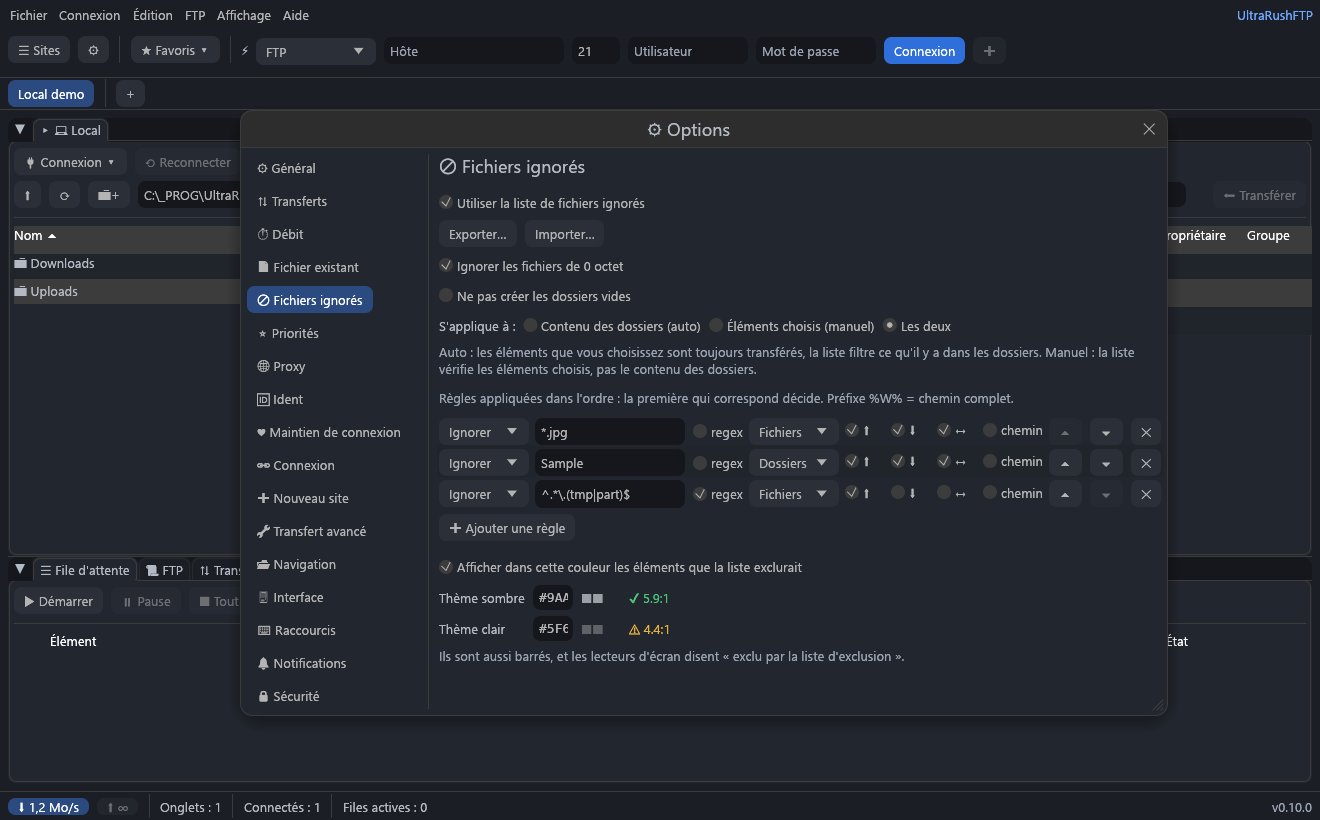 Fichier Connexion Édition FTP Affichage Aide UltraRushFTP
Sites Favoris FTP Hôte 21 Utilisateur Mot de passe Connexion +
Local demo +
Local
Options
Connexion Reconnecter
C:\_PROG\UltraR
Transférer
Nom
ropriétaire Groupe
Downloads
Uploads
Général
Transferts
Débit
Fichier existant
Fichiers ignorés
Priorités
Proxy
Ident
Maintien de connexion
Connexion
Nouveau site
Transfert avancé
Navigation
Interface
Raccourcis
Notifications
Sécurité
Fichiers ignorés
Utiliser la liste de fichiers ignorés
Exporter... Importer...
Ignorer les fichiers de 0 octet
Ne pas créer les dossiers vides
S'applique à : Contenu des dossiers (auto) Éléments choisis (manuel) Les deux
Auto : les éléments que vous choisissez sont toujours transférés, la liste filtre ce qu'il y a dans les dossiers. Manuel : la liste
vérifie les éléments choisis, pas le contenu des dossiers.
Règles appliquées dans l'ordre : la première qui correspond décide. Préfixe %W% = chemin complet.
Ignorer *.jpg regex Fichiers chemin
Ignorer Sample regex Dossiers chemin
Ignorer ^.*\.(tmp|part)$ regex Fichiers chemin
+ Ajouter une règle
Afficher dans cette couleur les éléments que la liste exclurait
Thème sombre #9AA 5.9:1
Thème clair #5F6 4.4:1
Ils sont aussi barrés, et les lecteurs d'écran disent « exclu par la liste d'exclusion ».
File d'attente FTP Trans
Démarrer Pause Tout
Élément
État
1,2 Mo/s ∞ Onglets : 1 Connectés : 1 Files actives : 0 v0.10.0